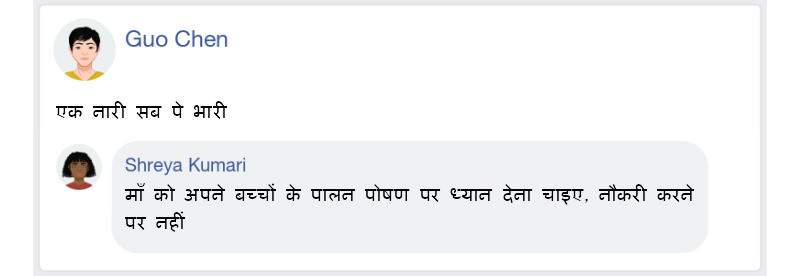 Guo Chen
एक नारी सब पे भारी
Shreya Kumari
माँ को अपने बच्चों के पालन पोषण पर ध्यान देना चाइए, नौकरी करने
पर नहीं